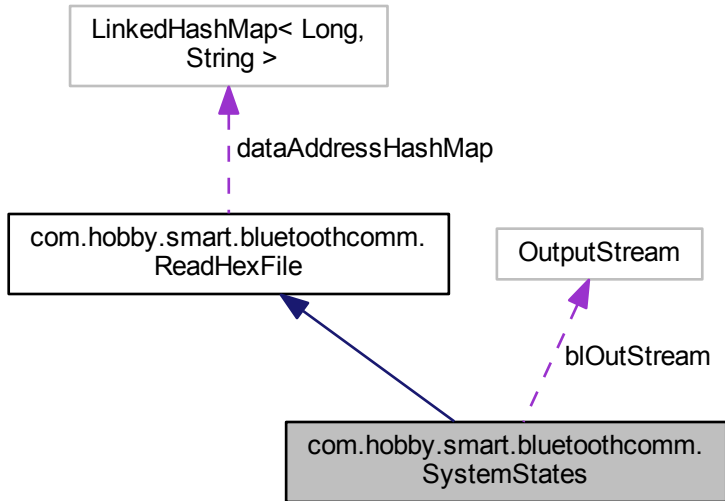 LinkedHashMap< Long,
String >
dataAddressHashMap
com.hobby.smart.bluetoothcomm.
ReadHexFile
OutputStream
blOutStream
com.hobby.smart.bluetoothcomm.
SystemStates